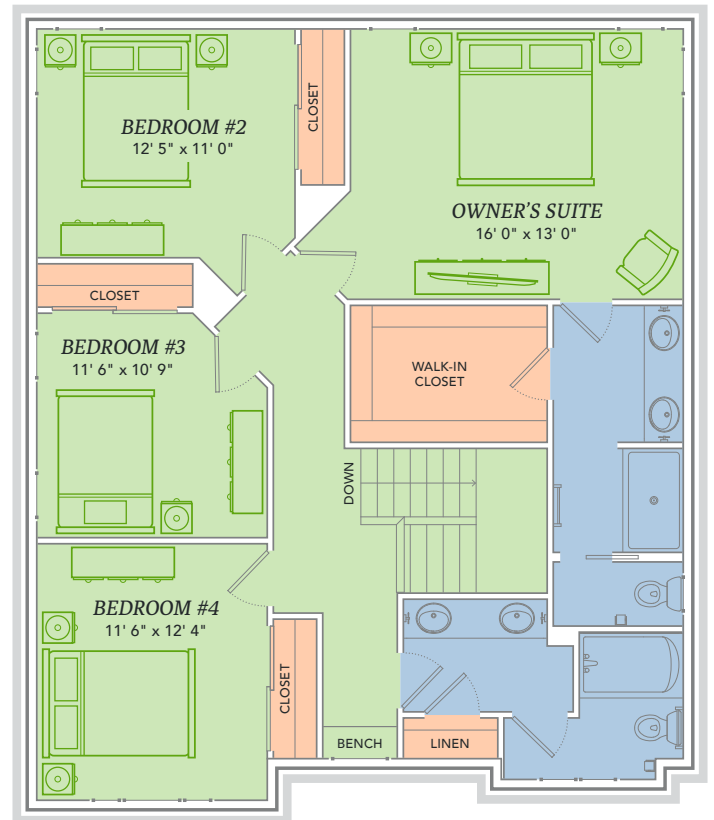 BEDROOM #2
12' 5" x 11' 0"
CLOSET
OWNER'S SUITE
16' 0" x 13' 0"
CLOSET
BEDROOM #3
11' 6" x 10' 9"
WALK-IN
CLOSET
DOWN
BEDROOM #4
11' 6" x 12' 4"
CLOSET
BENCH
LINEN